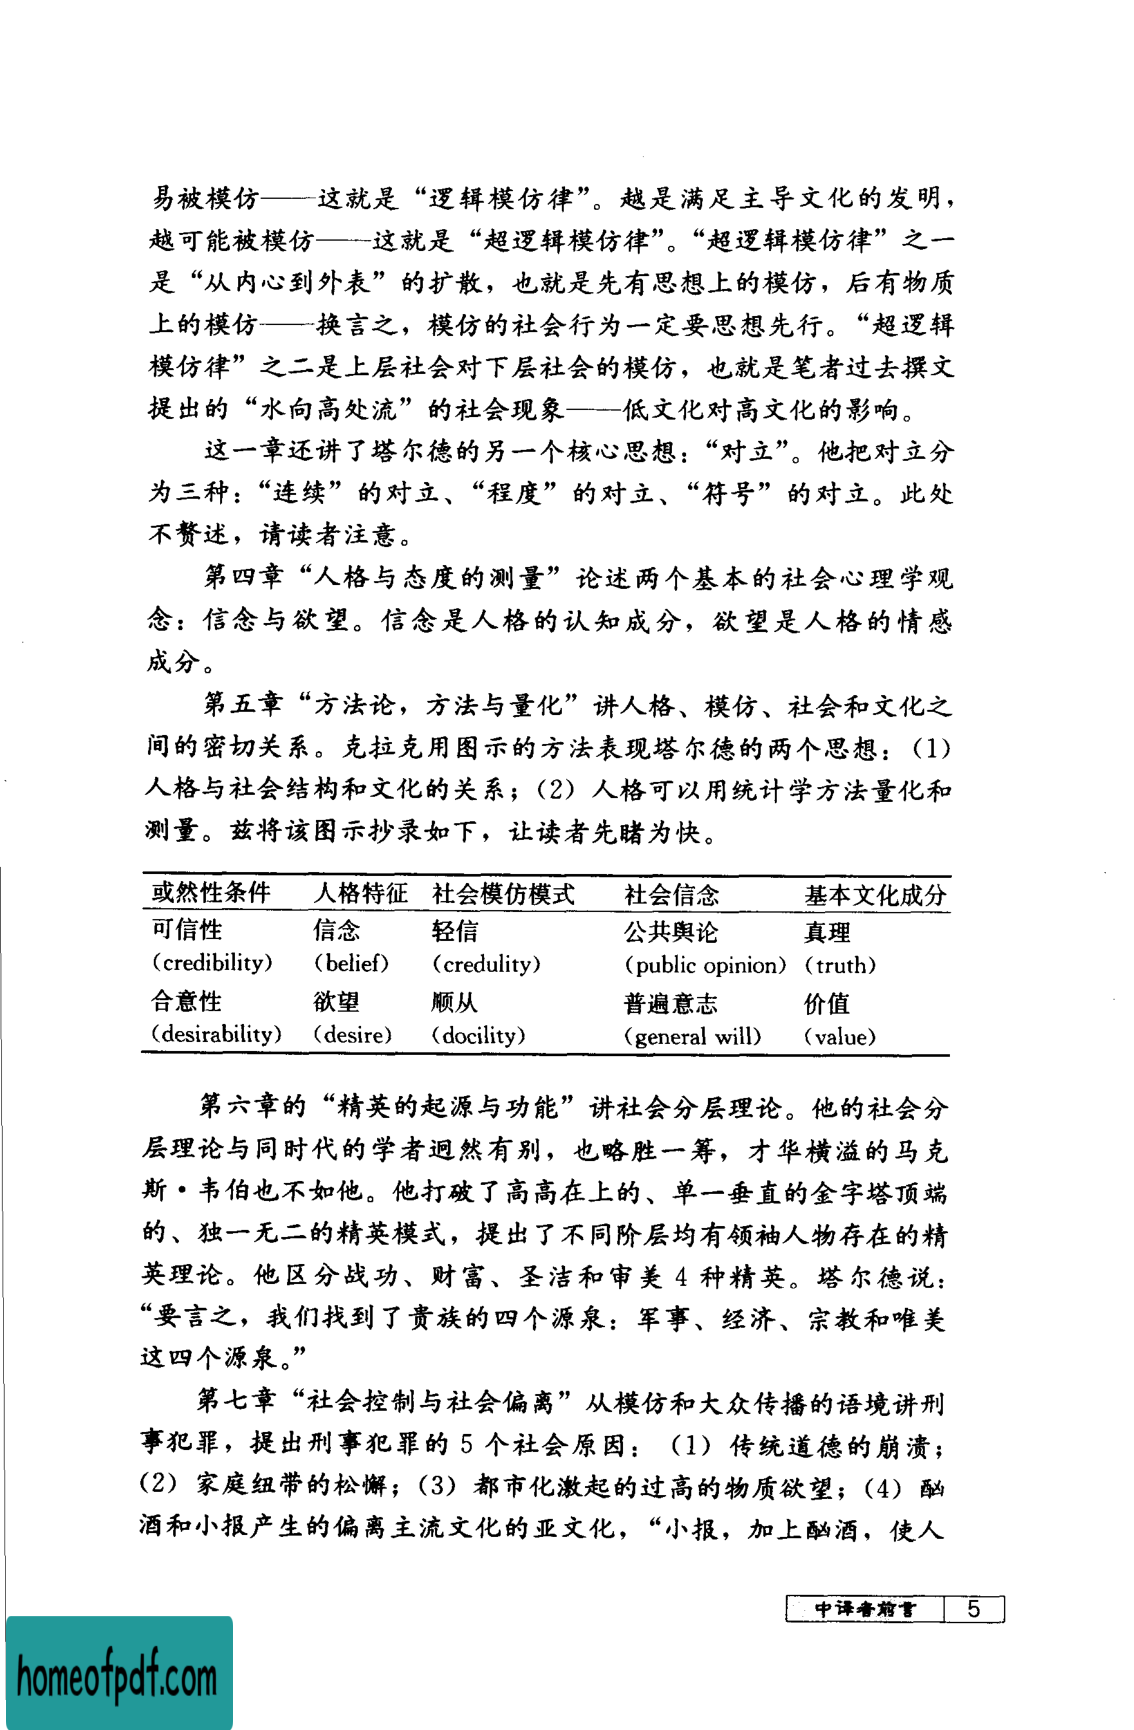 易被模仿——这就是“逻辑模仿律”。越是满足主导文化的发明，
越可能被模仿——这就是“超逻辑模仿律”。“超逻辑模仿律”之一
是“从内心到外表”的扩散，也就是先有思想上的模仿，后有物质
上的模仿——换言之，模仿的社会行为一定要思想先行。“超逻辑
模仿律”之二是上层社会对下层社会的模仿，也就是笔者过去撰文
提出的“水向高处流”的社会现象——低文化对高文化的影响。
这一章还讲了塔尔德的另一个核心思想：“对立”。他把对立分
为三种：“连续”的对立、“程度”的对立、“符号”的对立。此处
不赘述，请读者注意。
第四章“人格与态度的测量”论述两个基本的社会心理学观
念：信念与欲望。信念是人格的认知成分，欲望是人格的情感
成分。
第五章“方法论，方法与量化”讲人格、模仿、社会和文化之
间的密切关系。克拉克用图示的方法表现塔尔德的两个思想：（1）
人格与社会结构和文化的关系；（2）人格可以用统计学方法量化和
测量。兹将该图示抄录如下，让读者先睹为快。
或然性条件 人格特征 社会模仿模式 社会信念 基本文化成分
可信性 信念 轻信 公共舆论 真理
（credibility） （belief） （credulity） （public opinion） （truth）
合意性 欲望 顺从 普遍意志 价值
（desirability） （desire） （docility） （general will） （value）
第六章的“精英的起源与功能”讲社会分层理论。他的社会分
层理论与同时代的学者迥然有别，也略胜一筹，才华横溢的马克
斯·韦伯也不如他。他打破了高高在上的、单一垂直的金字塔顶端
的、独一无二的精英模式，提出了不同阶层均有领袖人物存在的精
英理论。他区分战功、财富、圣洁和审美 4 种精英。塔尔德说：
“要言之，我们找到了贵族的四个源泉：军事、经济、宗教和唯美
这四个源泉。”
第七章“社会控制与社会偏离”从模仿和大众传播的语境讲刑
事犯罪，提出刑事犯罪的 5 个社会原因：（1）传统道德的崩溃；
（2）家庭纽带的松懈；（3）都市化激起的过高的物质欲望；（4）酗
酒和小报产生的偏离主流文化的亚文化，“小报，加上酗酒，使人
中译者前言 5
homeofpdf.com